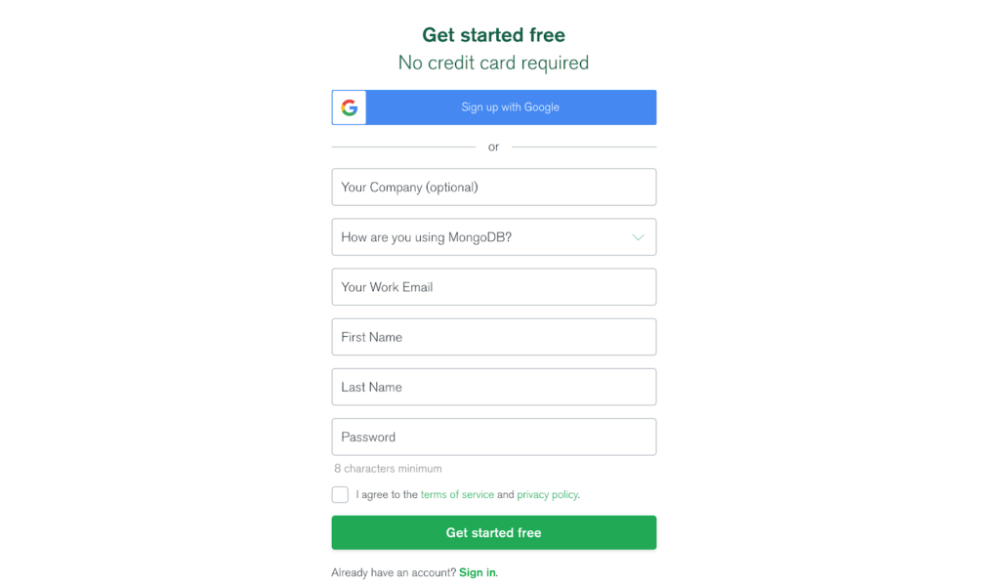 Get started free
No credit card required
Sign up with Google
or
Your Company (optional)
How are you using MongoDB?
Your Work Email
First Name
Last Name
Password
8 characters minimum
I agree to the terms of service and privacy policy.
Get started free
Already have an account? Sign in.